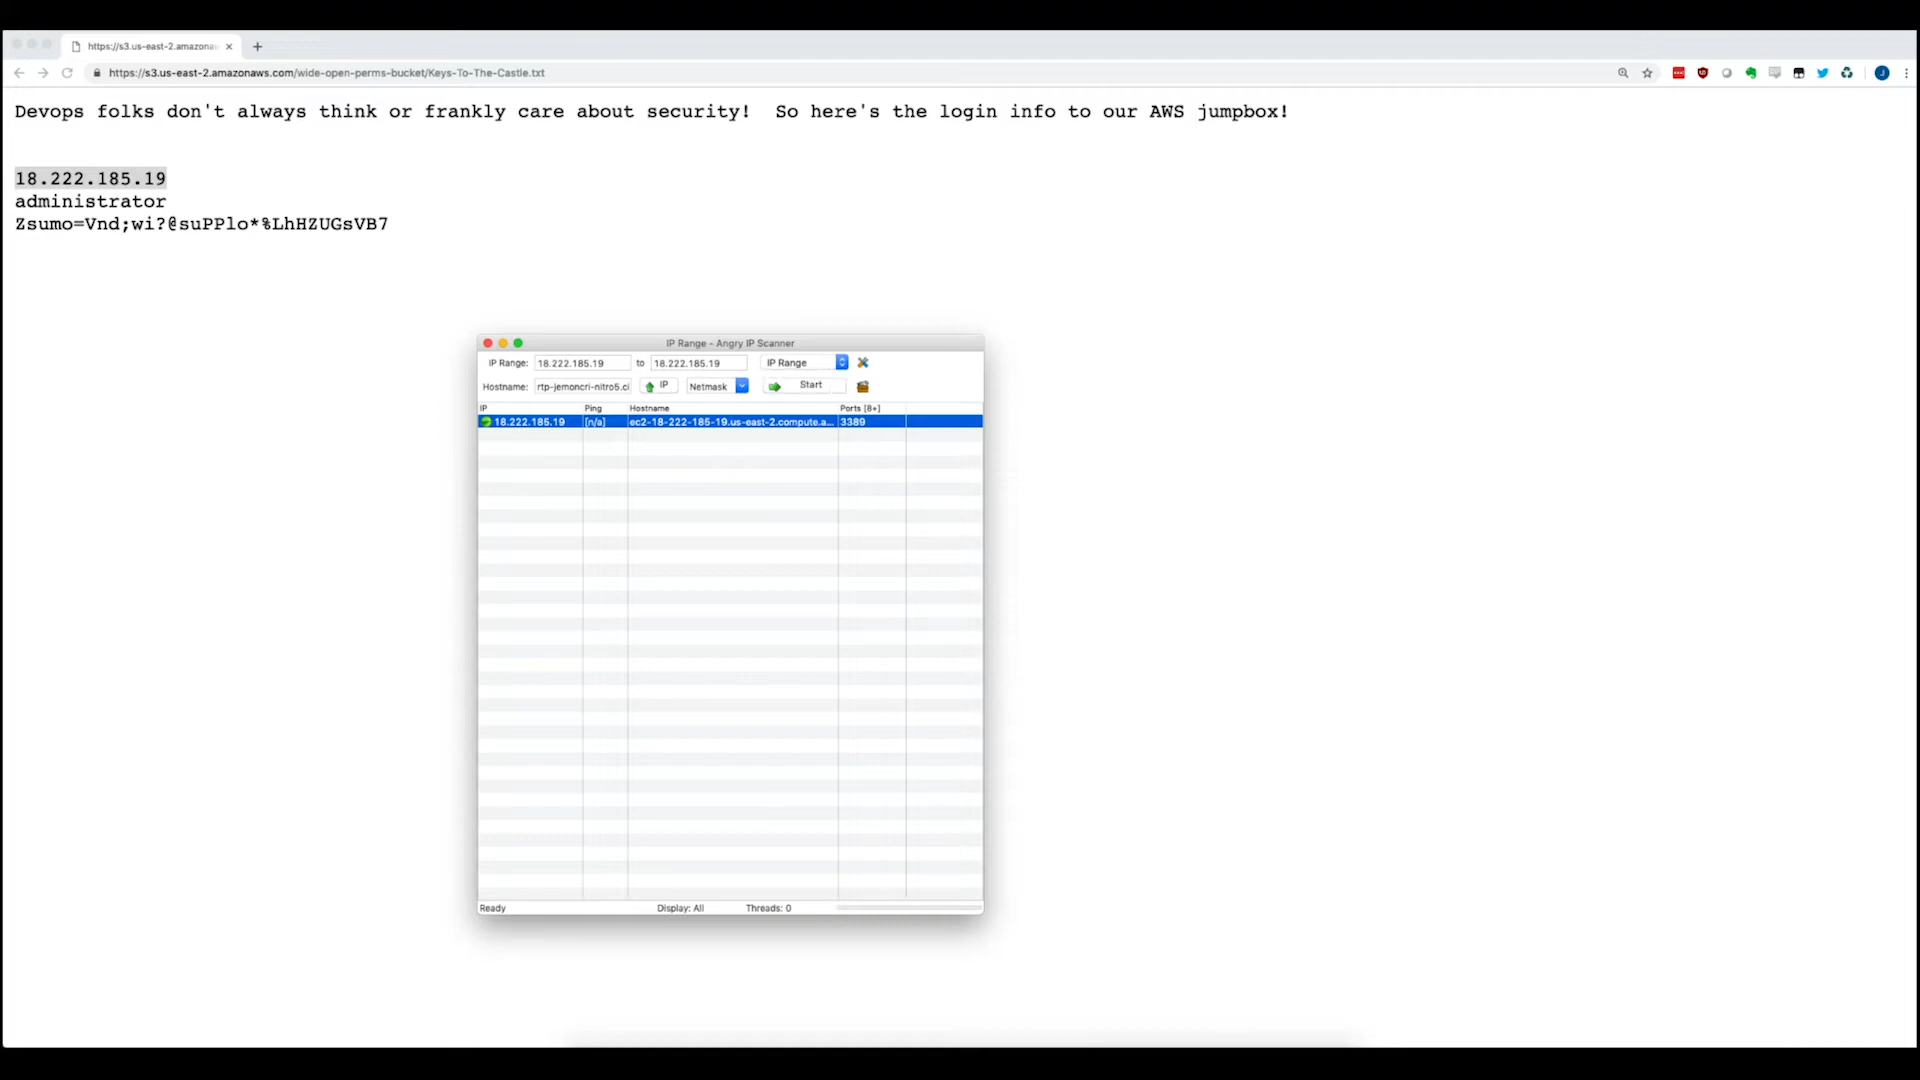 https://s3.us-east-2.amazona
https://s3.us-east-2.amazonaws.com/wide-open-perms-bucket/Keys-To-The-Castle.txt
Devops folks don't always think or frankly care about security!  So here's the login info to our AWS jumpbox!
18.222.185.19
administrator
Zsumo=Vnd;wi?@suPPlo*%LhHZUGsVB7
IP Range - Angry IP Scanner
IP Range: 18.222.185.19 to 18.222.185.19 IP Range
Hostname: rtp-jemoncri-nitro5.ci IP Netmask Start
IP Ping Hostname Ports [8+]
18.222.185.19 [n/a] ec2-18-222-185-19.us-east-2.compute.a... 3389
Ready Display: All Threads: 0